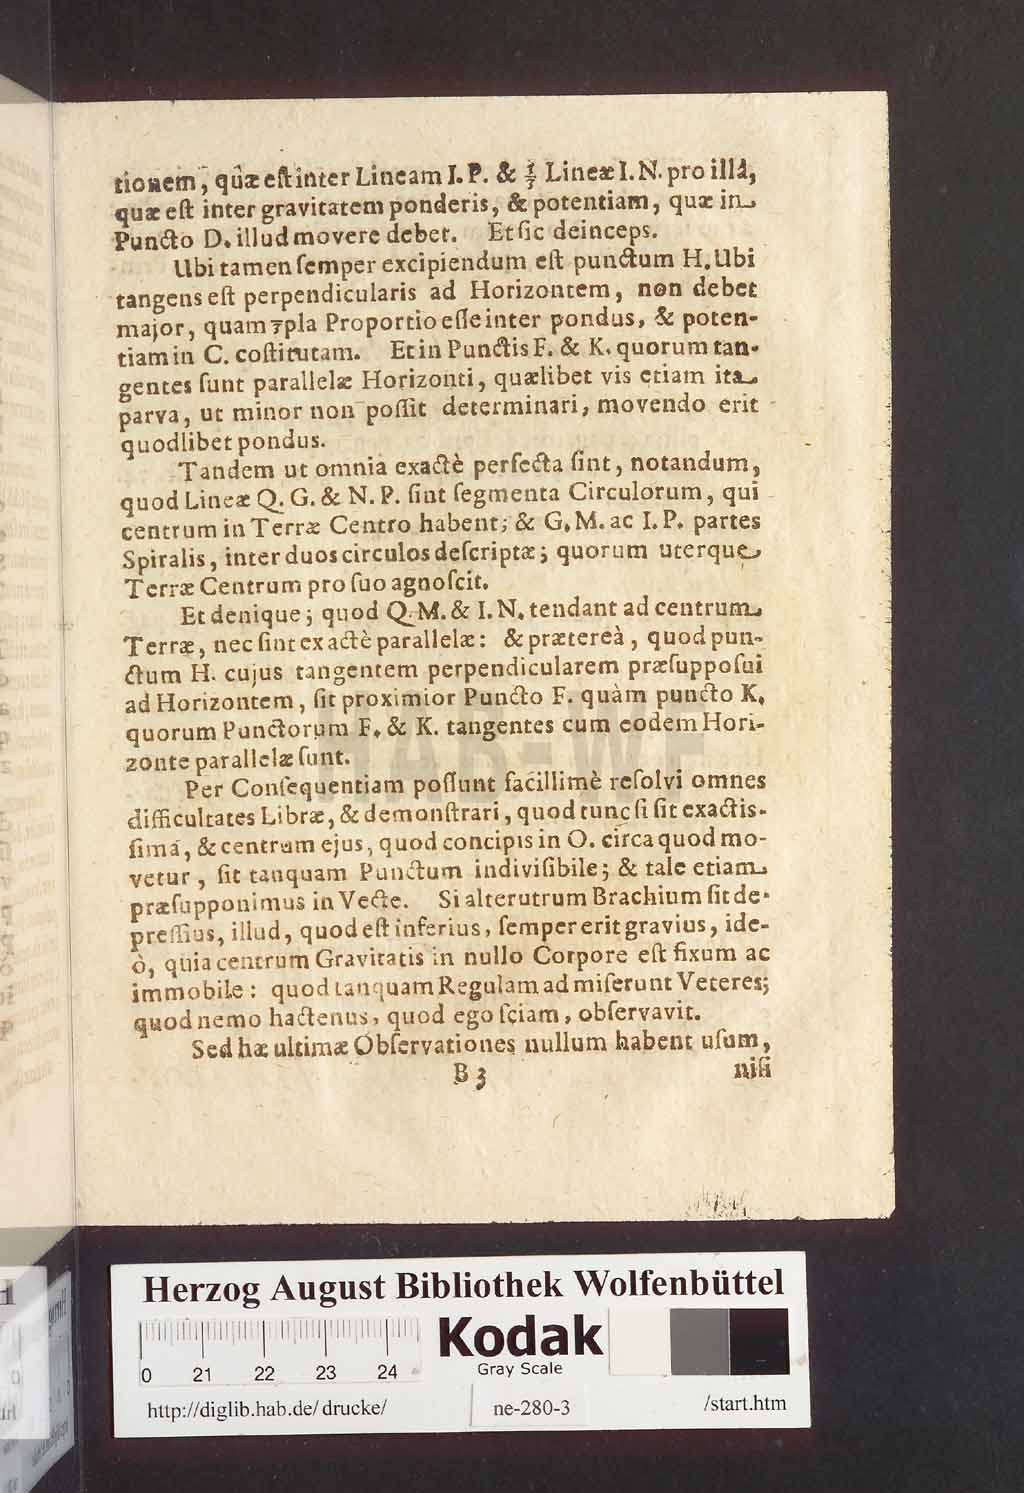 tionem, quæ eſt inter Lineam I. P. & ⅓ Lineæ I. N. pro illâ,
quæ eſt inter gravitatem ponderis, & potentiam, quæ in
Puncto D. illud movere debet. Et ſic deinceps.
Ubi tamen ſemper excipiendum eſt punctum H. Ubi
tangens eſt perpendicularis ad Horizontem, non debet
major, quam pla Proportio eſſe inter pondus, & poten-
tiam in C. coſtitutam. Et in Punctis F. & K. quorum tan-
gentes ſunt parallelæ Horizonti, quælibet vis etiam ita
parva, ut minor non poſſit determinari, movendo erit
quodlibet pondus.
Tandem ut omnia exactè perfecta ſint, notandum,
quod Lineæ Q. G. & N. P. ſint ſegmenta Circulorum, qui
centrum in Terræ Centro habent; & G. M. ac I. P. partes
Spiralis, inter duos circulos deſcriptæ; quorum uterque
Terræ Centrum pro ſuo agnoſcit.
Et denique; quod Q. M. & I. N. tendant ad centrum
Terræ, nec ſint exactè parallelæ: & prætereà, quod pun-
ctum H. cujus tangentem perpendicularem præſuppoſui
ad Horizontem, ſit proximior Puncto F. quàm puncto K.
quorum Punctorum F. & K. tangentes cum eodem Hori-
zonte parallelæ ſunt.
Per Conſequentiam poſſunt facillimè reſolvi omnes
difficultates Libræ, & demonſtrari, quod tunc ſi ſit exactiſ-
ſima, & centrum ejus, quod concipis in O. circa quod mo-
vetur, ſit tanquam Punctum indiviſibile; & tale etiam
præſupponimus in Vecte. Si alterutrum Brachium ſit de-
preſſius, illud, quod eſt inferius, ſemper erit gravius, ide-
ò, quia centrum Gravitatis in nullo Corpore eſt fixum ac
immobile: quod tanquam Regulam admiſerunt Veteres;
quod nemo hactenus, quod ego ſciam, obſervavit.
Sed hæ ultimæ Obſervationes nullum habent uſum,
B 3 niſi
HAB-WF
Herzog August Bibliothek Wolfenbüttel
0 21 22 23 24
Kodak
Gray Scale
http://diglib.hab.de/drucke/ ne-280-3 /start.htm